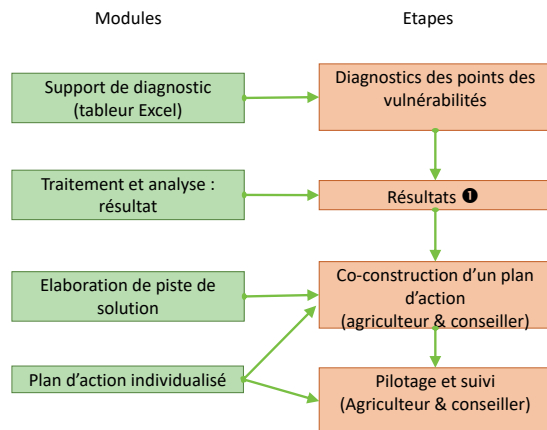 Modules
Etapes
Support de diagnostic
(tableur Excel)
Diagnostics des points des
vulnérabilités
Traitement et analyse :
résultat
Résultats ❶
Elaboration de piste de
solution
Co-construction d’un plan
d’action
(agriculteur & conseiller)
Plan d’action individualisé
Pilotage et suivi
(Agriculteur & conseiller)